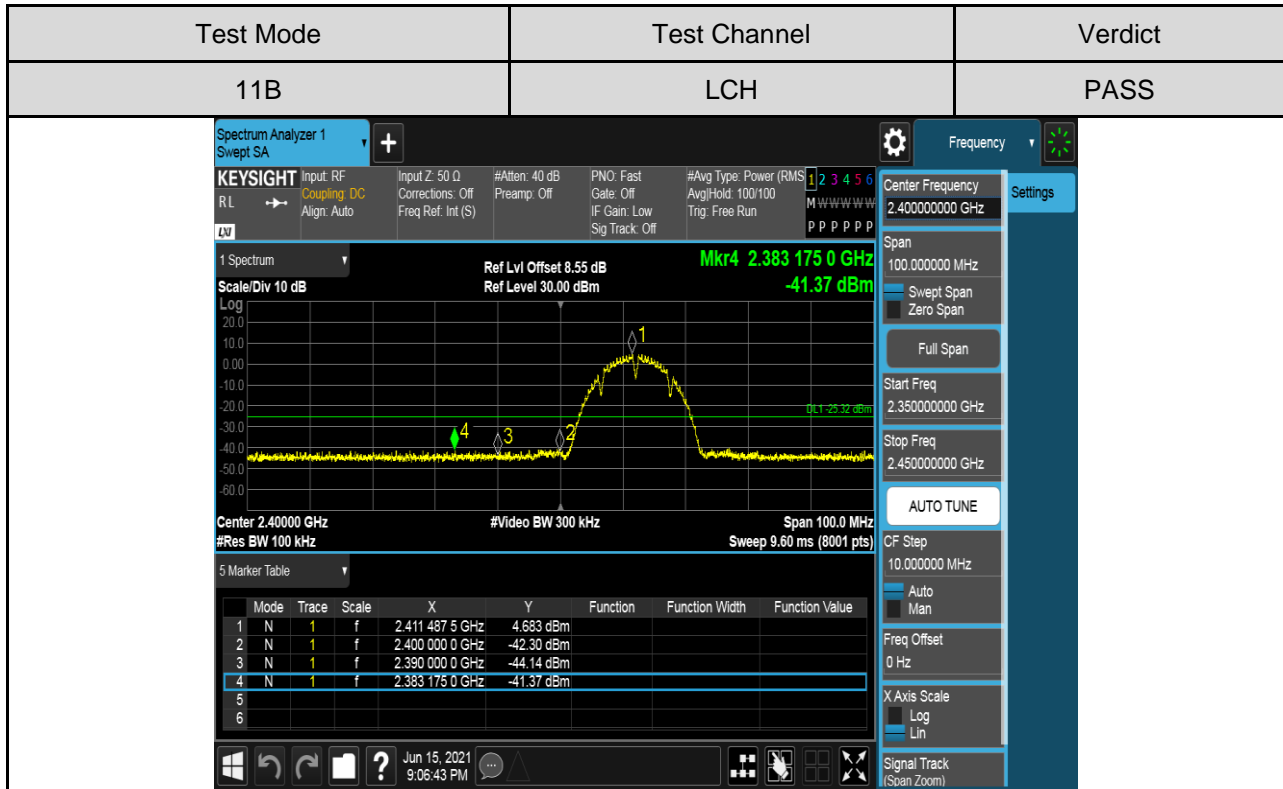 Test Mode Test Channel Verdict
11B LCH PASS
Spectrum Analyzer 1
Swept SA
+
Frequency
KEYSIGHT
RL
LXI
Input: RF
Coupling: DC
Align: Auto
Input Z: 50 Ω
Corrections: Off
Freq Ref: Int (S)
#Atten: 40 dB
Preamp: Off
PNO: Fast
Gate: Off
IF Gain: Low
Sig Track: Off
#Avg Type: Power (RMS
Avg|Hold: 100/100
Trig: Free Run
1 2 3 4 5 6
M W W W W W
P P P P P P
1 Spectrum
Scale/Div 10 dB
Ref Lvl Offset 8.55 dB
Ref Level 30.00 dBm
Mkr4 2.383 175 0 GHz
-41.37 dBm
Log
20.0
10.0
0.00
-10.0
-20.0
-30.0
-40.0
-50.0
-60.0
1
2
3
4
DL1 -25.32 dBm
Center 2.40000 GHz
#Res BW 100 kHz
#Video BW 300 kHz
Span 100.0 MHz
Sweep 9.60 ms (8001 pts)
5 Marker Table
Mode Trace Scale X Y Function Function Width Function Value
1 N 1 f 2.411 487 5 GHz 4.683 dBm
2 N 1 f 2.400 000 0 GHz -42.30 dBm
3 N 1 f 2.390 000 0 GHz -44.14 dBm
4 N 1 f 2.383 175 0 GHz -41.37 dBm
5
6
?
Jun 15, 2021
9:06:43 PM
Center Frequency
2.400000000 GHz
Settings
Span
100.000000 MHz
Swept Span
Zero Span
Full Span
Start Freq
2.350000000 GHz
Stop Freq
2.450000000 GHz
AUTO TUNE
CF Step
10.000000 MHz
Auto
Man
Freq Offset
0 Hz
X Axis Scale
Log
Lin
Signal Track
(Span Zoom)